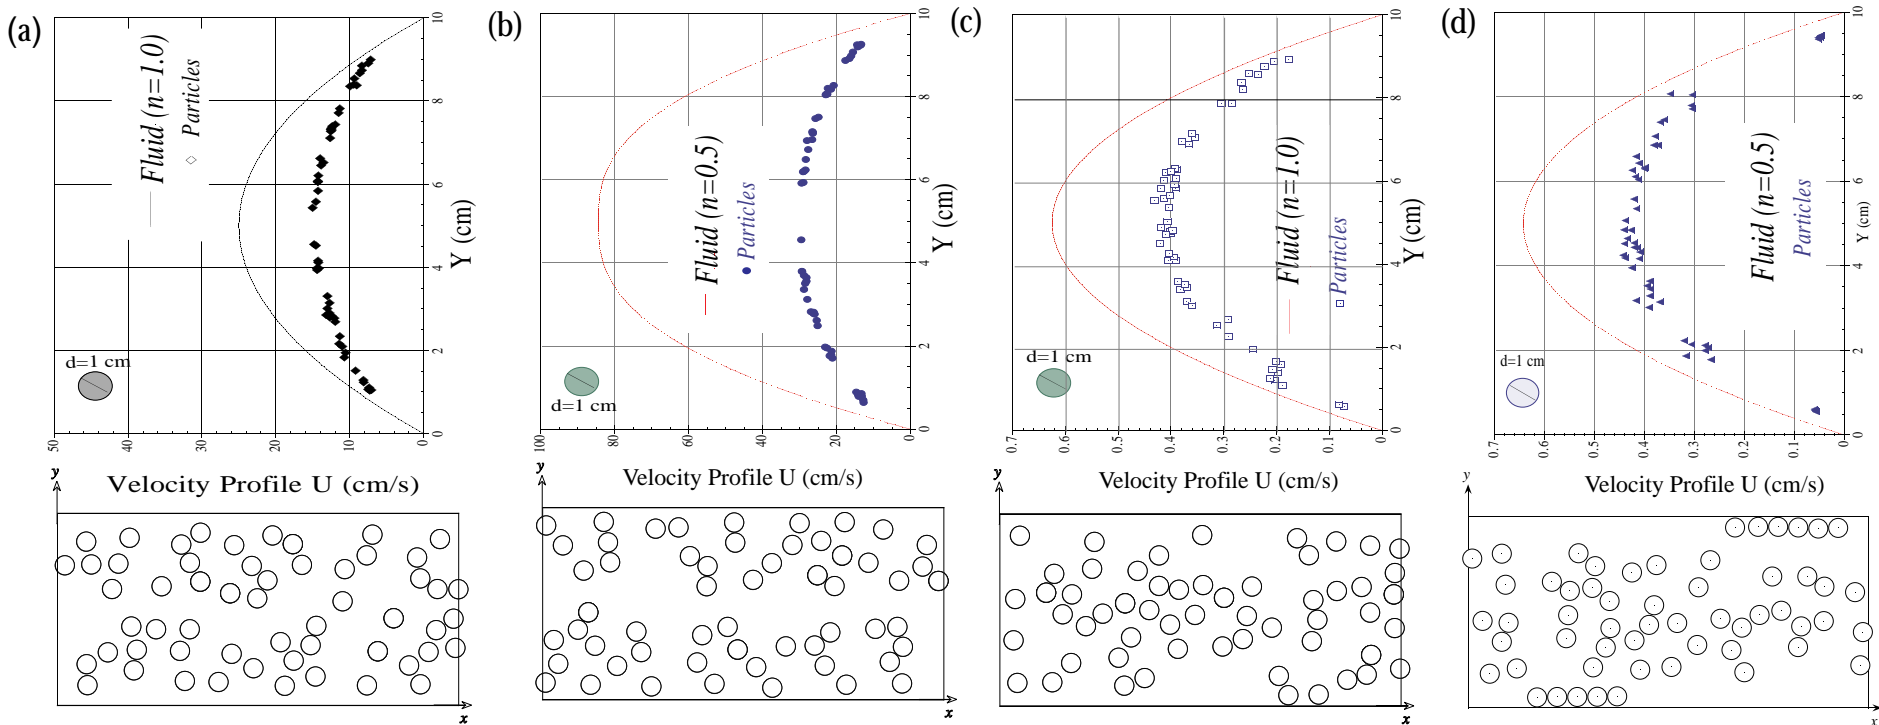 (a)
Fluid (n=1.0)
Particles
d=1 cm
0
2
4
6
8
10
Y (cm)
50
40
30
20
10
0
Velocity Profile U (cm/s)
y
x
(b)
Fluid (n=0.5)
Particles
d=1 cm
0
2
4
6
8
10
Y (cm)
100
80
60
40
20
0
Velocity Profile U (cm/s)
y
x
(c)
Fluid (n=1.0)
Particles
d=1 cm
0
2
4
6
8
10
Y (cm)
0.7
0.6
0.5
0.4
0.3
0.2
0.1
0
Velocity Profile U (cm/s)
y
x
(d)
Fluid (n=0.5)
Particles
d=1 cm
0
2
4
6
8
10
Y (cm)
0.7
0.6
0.5
0.4
0.3
0.2
0.1
0
Velocity Profile U (cm/s)
y
x